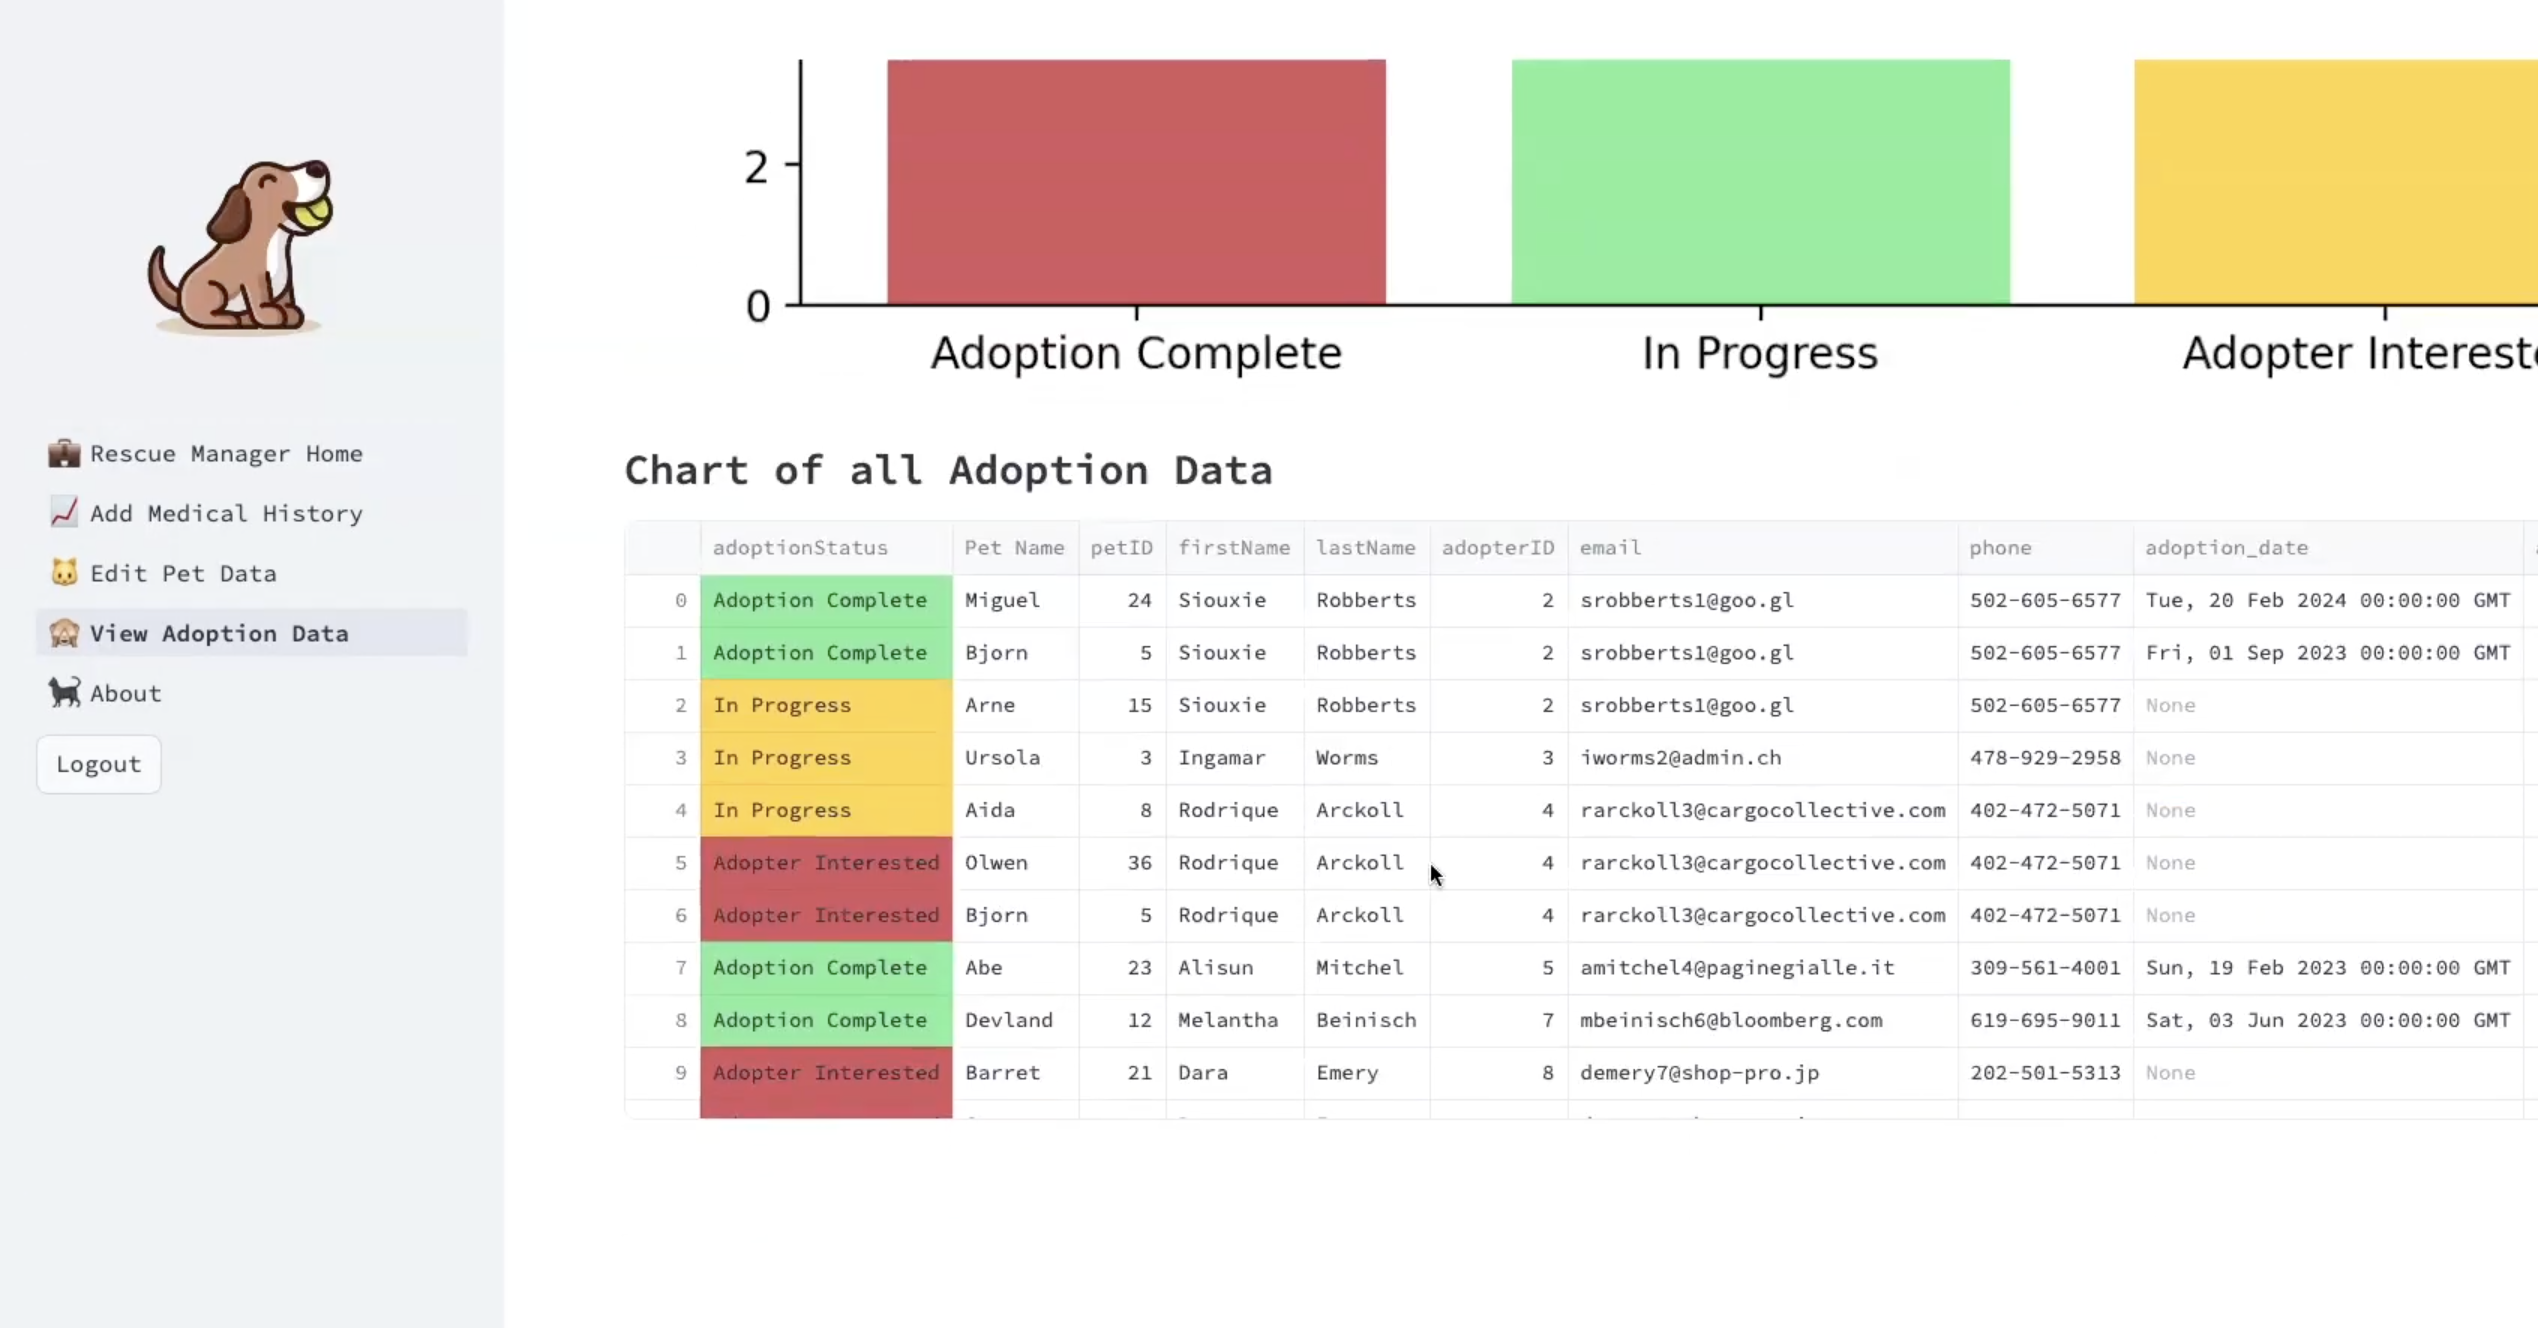 2
0
Adoption Complete In Progress Adopter Intereste
Rescue Manager Home
Add Medical History
Edit Pet Data
View Adoption Data
About
Logout
Chart of all Adoption Data
adoptionStatus Pet Name petID firstName lastName adopterID email phone adoption_date
0 Adoption Complete Miguel 24 Siouxie Robberts 2 srobberts1@goo.gl 502-605-6577 Tue, 20 Feb 2024 00:00:00 GMT
1 Adoption Complete Bjorn 5 Siouxie Robberts 2 srobberts1@goo.gl 502-605-6577 Fri, 01 Sep 2023 00:00:00 GMT
2 In Progress Arne 15 Siouxie Robberts 2 srobberts1@goo.gl 502-605-6577 None
3 In Progress Ursola 3 Ingamar Worms 3 iworms2@admin.ch 478-929-2958 None
4 In Progress Aida 8 Rodrique Arckoll 4 rarckoll3@cargocollective.com 402-472-5071 None
5 Adopter Interested Olwen 36 Rodrique Arckoll 4 rarckoll3@cargocollective.com 402-472-5071 None
6 Adopter Interested Bjorn 5 Rodrique Arckoll 4 rarckoll3@cargocollective.com 402-472-5071 None
7 Adoption Complete Abe 23 Alisun Mitchel 5 amitchel4@paginegialle.it 309-561-4001 Sun, 19 Feb 2023 00:00:00 GMT
8 Adoption Complete Devland 12 Melantha Beinisch 7 mbeinisch6@bloomberg.com 619-695-9011 Sat, 03 Jun 2023 00:00:00 GMT
9 Adopter Interested Barret 21 Dara Emery 8 demery7@shop-pro.jp 202-501-5313 None